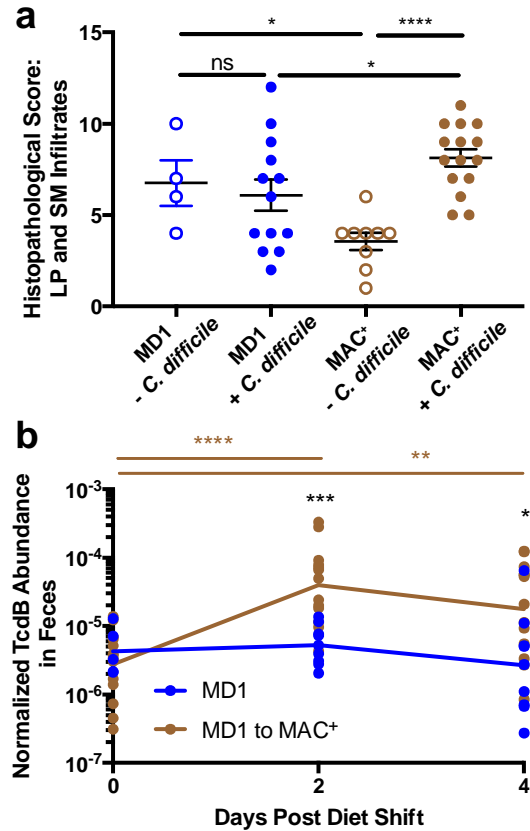 a
* ****
ns *
Histopathological Score:
LP and SM Infiltrates
15
10
5
0
MD1
- C. difficile
MD1
+ C. difficile
MAC⁺
- C. difficile
MAC⁺
+ C. difficile
b
**** **
*** *
Normalized TcdB Abundance
in Feces
10⁻³
10⁻⁴
10⁻⁵
10⁻⁶
10⁻⁷
MD1
MD1 to MAC⁺
0 2 4
Days Post Diet Shift